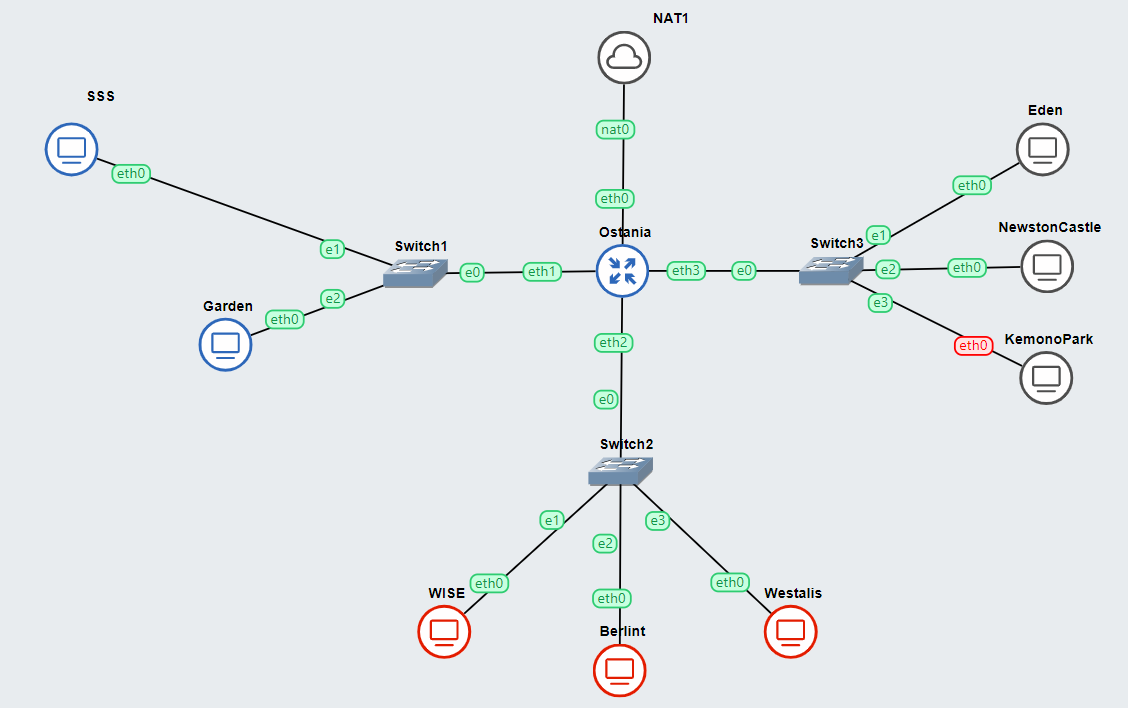 NAT1
SSS
Eden
nat0
eth0
eth0
eth0
NewstonCastle
Ostania
e1
Switch3
Switch1
e1
e0
eth1
eth3
e0
e2
eth0
e2
e3
Garden
eth0
eth2
KemonoPark
eth0
e0
Switch2
e1
e3
e2
eth0
eth0
WISE
Westalis
eth0
Berlint